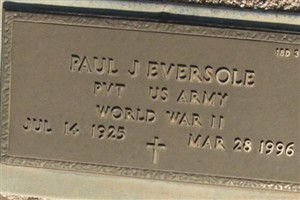 PAUL J EVERSOLE
PVT US ARMY
WORLD WAR II
JUL 14 1925 MAR 28 1996